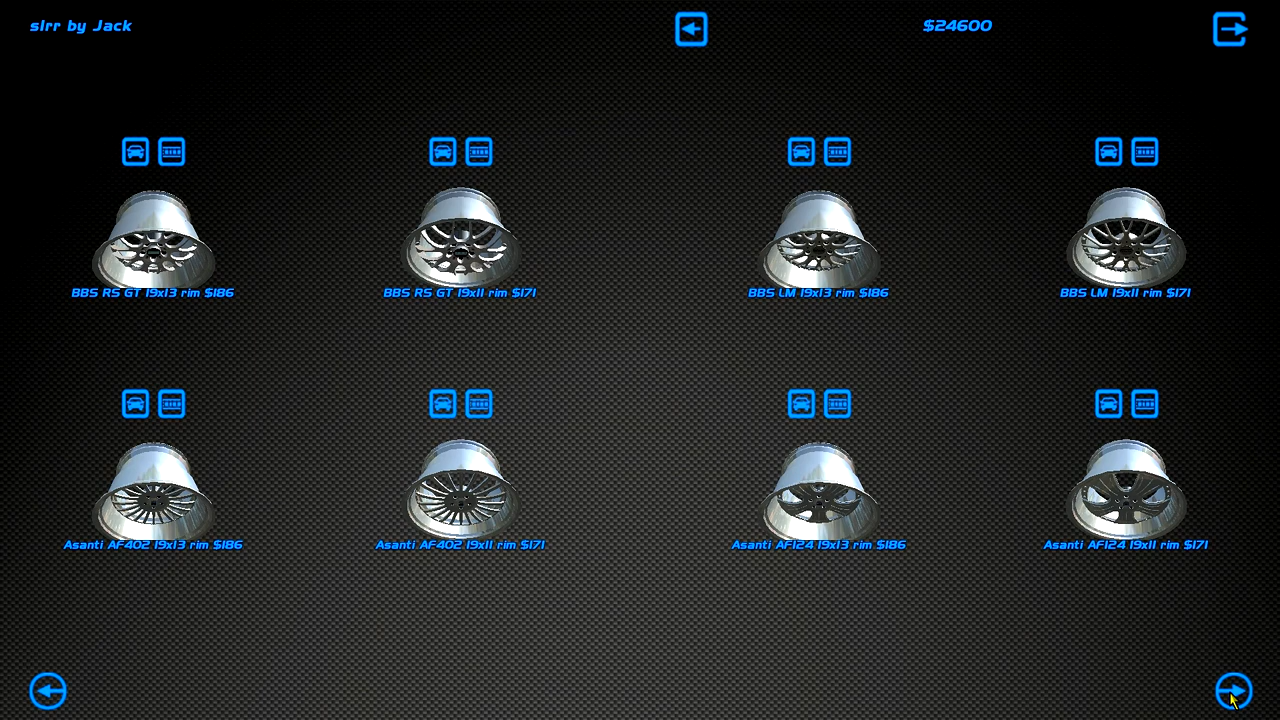 slrr by Jack
$24600
BBS RS GT 19x13 rim $186
BBS RS GT 19x11 rim $171
BBS LM 19x13 rim $186
BBS LM 19x11 rim $171
Asanti AF402 19x13 rim $186
Asanti AF402 19x11 rim $171
Asanti AF124 19x13 rim $186
Asanti AF124 19x11 rim $171